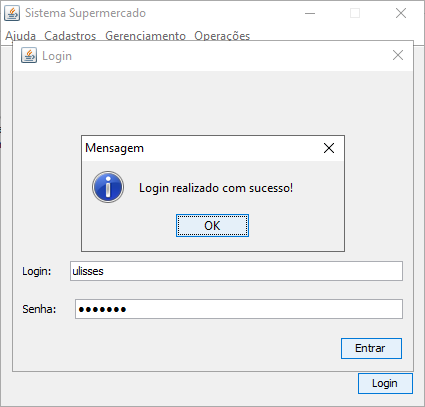 Sistema Supermercado
Ajuda Cadastros Gerenciamento Operações
Login
Mensagem
Login realizado com sucesso!
OK
Login: ulisses
Senha: •••••••
Entrar
Login